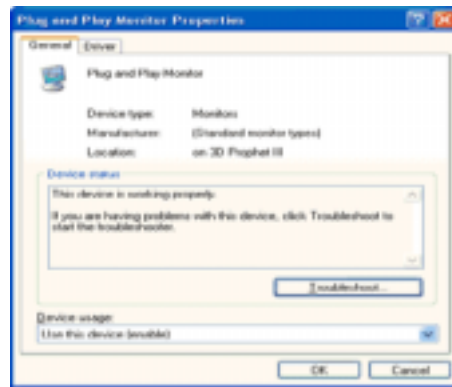 Plug and Play Monitor Properties
General Driver
Plug and Play Monitor
Device type: Monitors
Manufacturer: (Standard monitor types)
Location: on 3D Prophet III
Device status
This device is working properly.
If you are having problems with this device, click Troubleshoot to
start the troubleshooter.
Troubleshoot...
Device usage:
Use this device (enable)
OK Cancel